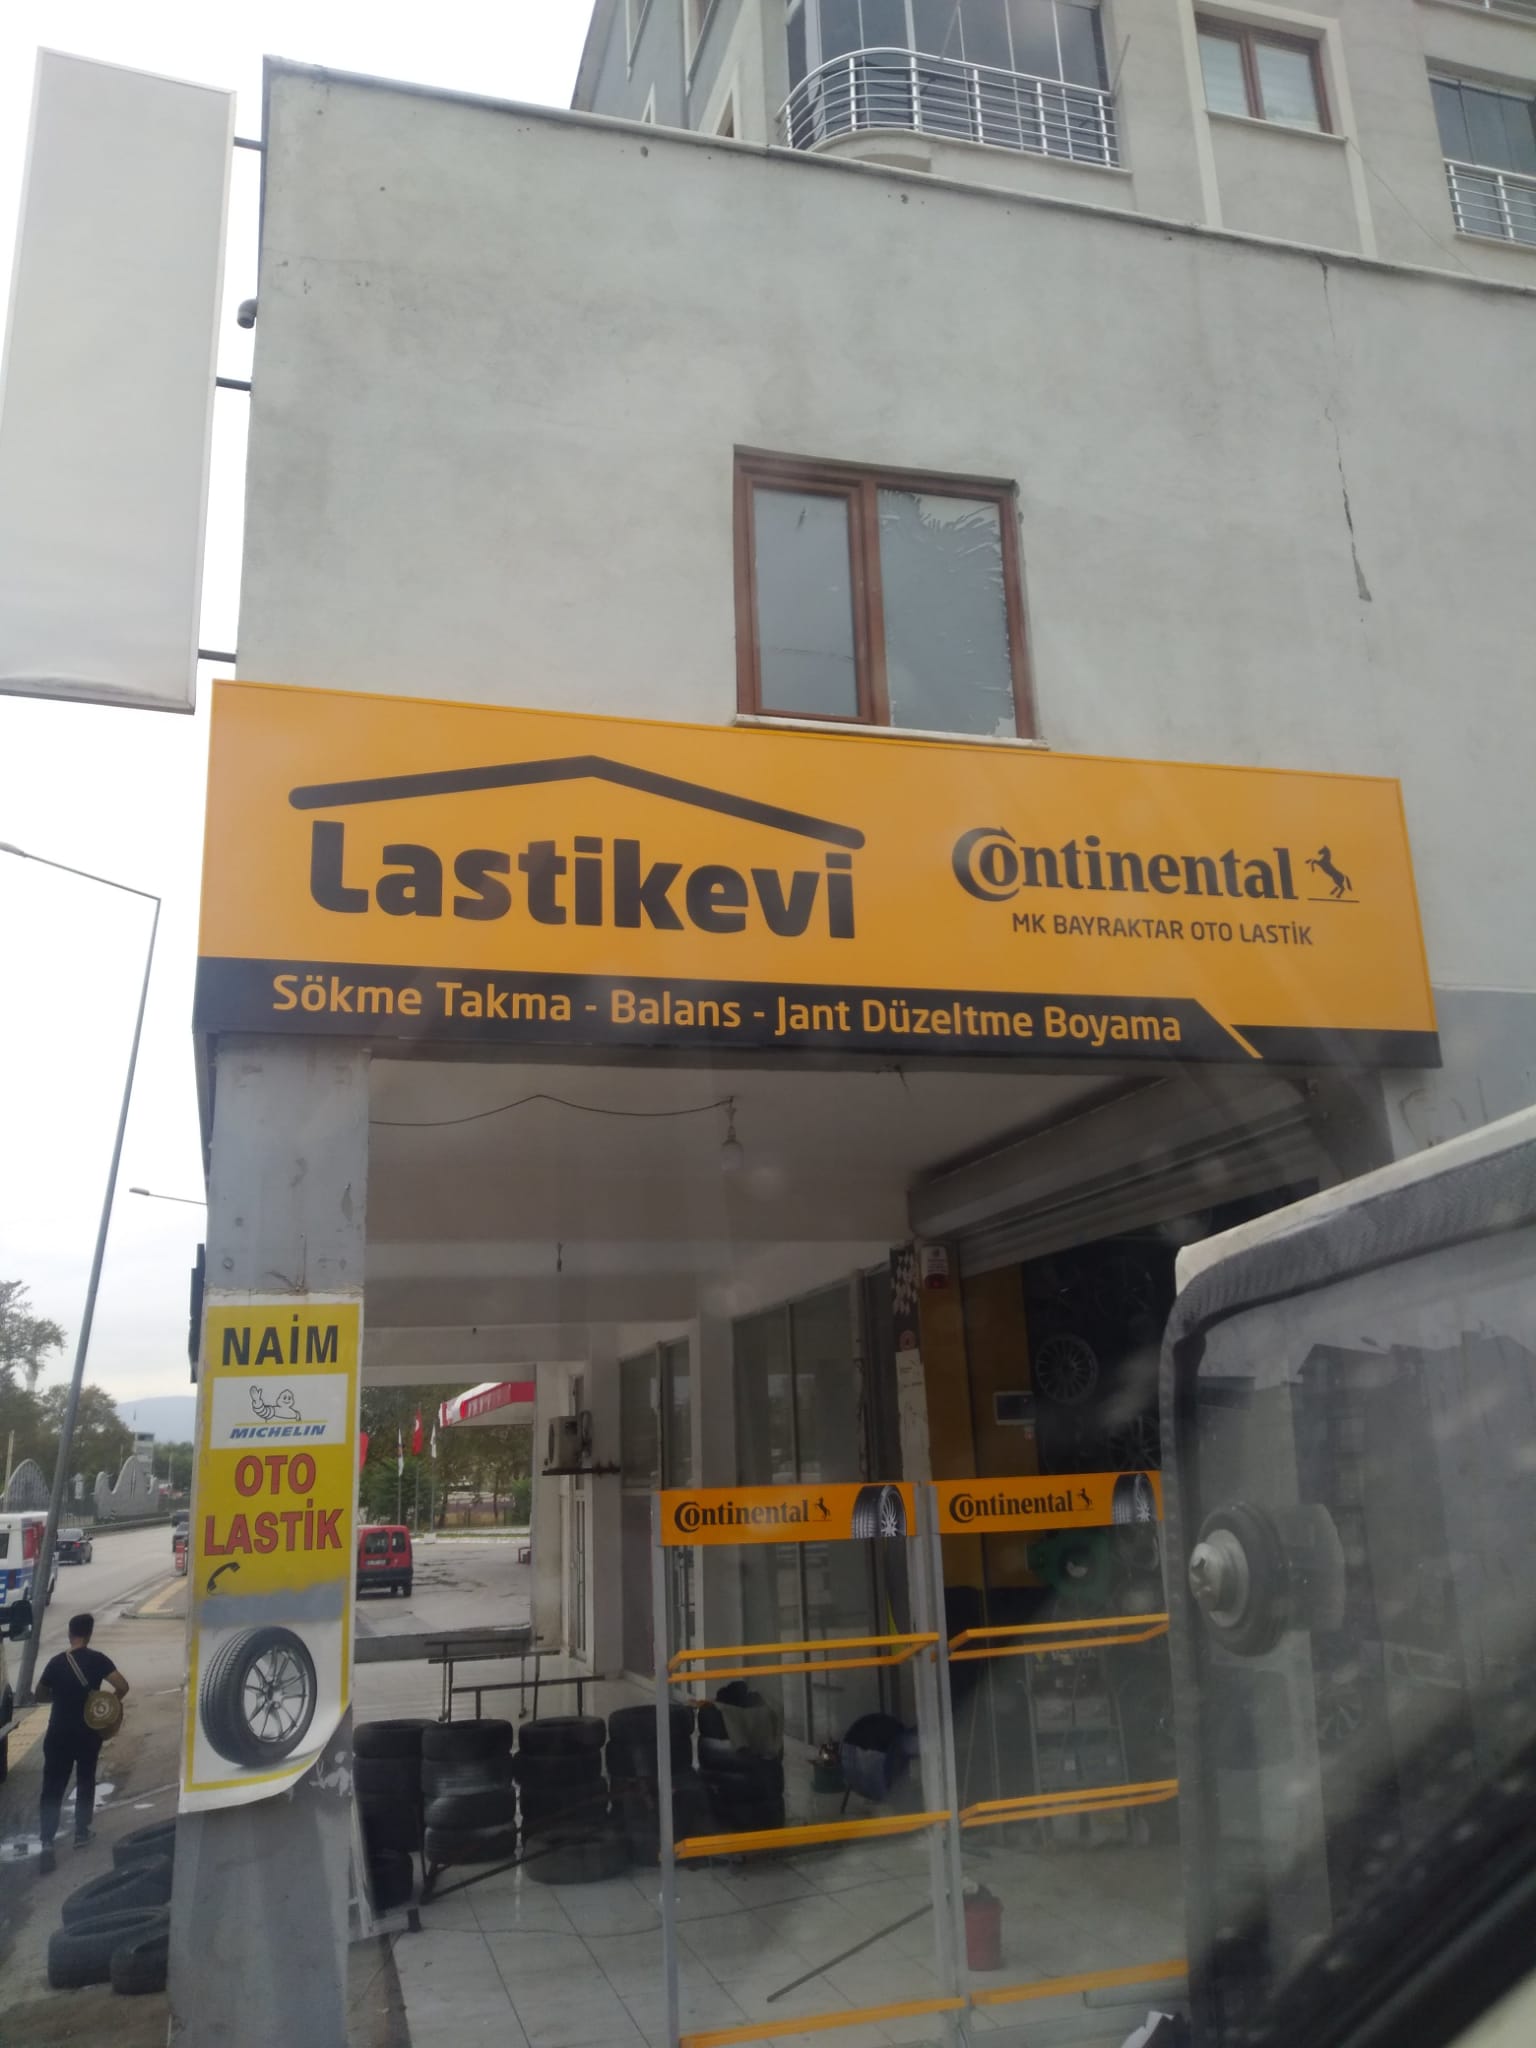 Lastikevi
Continental
MK BAYRAKTAR OTO LASTİK
Sökme Takma - Balans - Jant Düzeltme Boyama
NAİM
MICHELIN
OTO
LASTİK
Continental
Continental